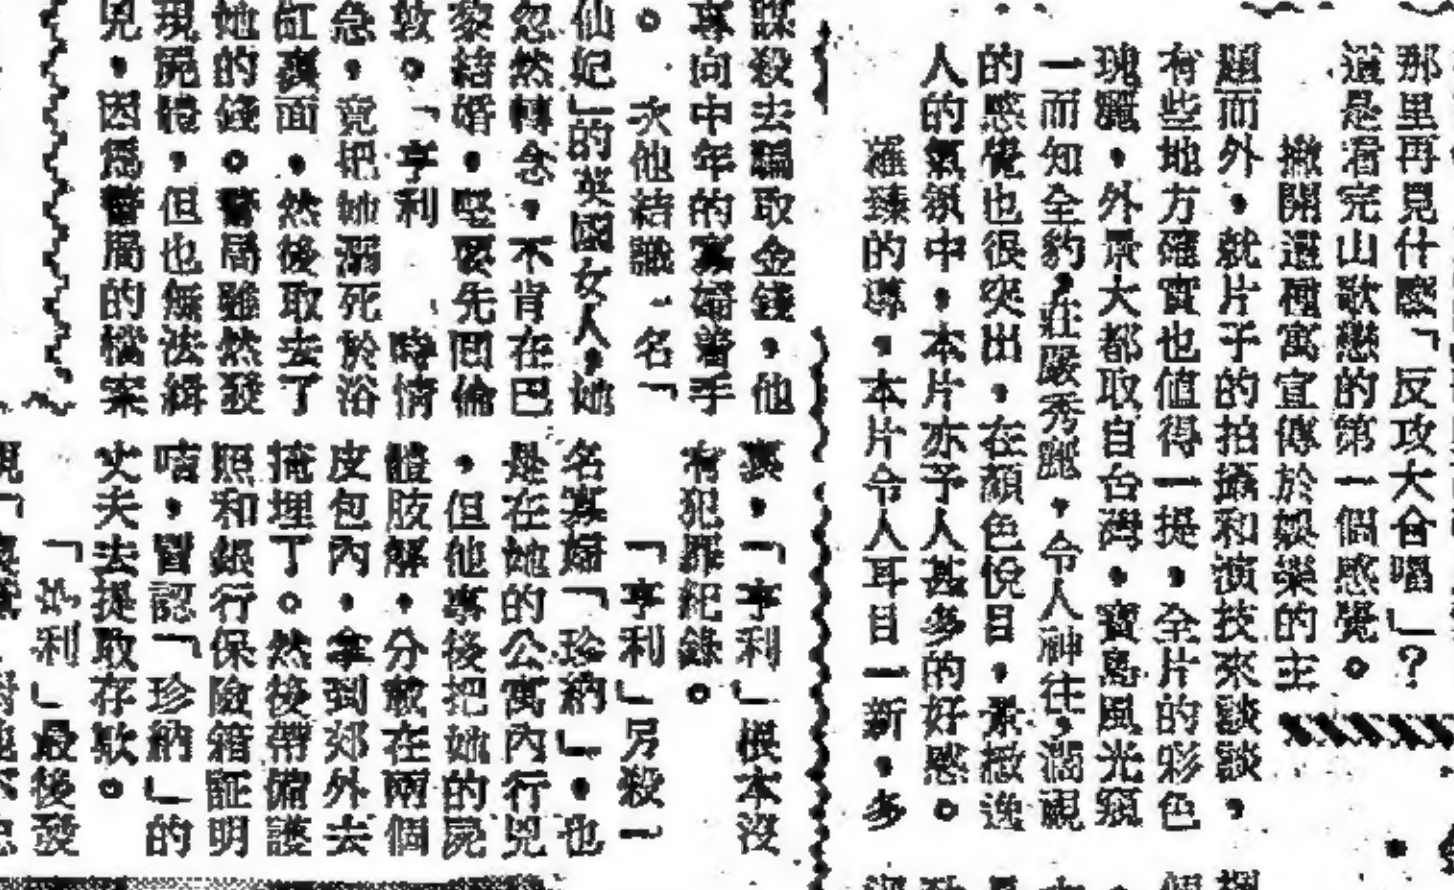 那里再見什麼「反攻大合唱」?
這是看完山歌戀的第一個感覺。
撇開這種寓宣傳於娛樂的主
題而外，就片子的拍攝和演技來談談，
有些地方確實也值得一提，全片的彩色
瑰麗，外景大都取自台灣，寶島風光窺
一而知全豹，莊嚴秀麗，令人神往，濶視
的感覺也很突出，在顏色悅目，景緻逸
人的氣氛中，本片亦予人甚多的好感。
羅臻的導，本片令人耳目一新，多
謀殺去騙取金錢，他
專向中年的寡婦着手
。
次他結識 名「
仙妃」的英國女人，她
忽然轉念，不肯在巴
黎結婚，堅要先回倫
敦。「亨利 時情
急，竟把她溺死於浴
缸裏面，然後取去了
她的錢。警局雖然發
現屍體，但也無法緝
兇，因爲警局的檔案
裏，「亨利」根本沒
有犯罪紀錄。
「亨利」另殺一
名寡婦「珍納」，也
是在她的公寓內行兇
，但他事後把她的屍
體肢解，分載在兩個
皮包內，拿到郊外去
掩埋了。然後帶備護
照和銀行保險箱証明
，冒認「珍納」的
丈夫去提取存欵。
利」最後發